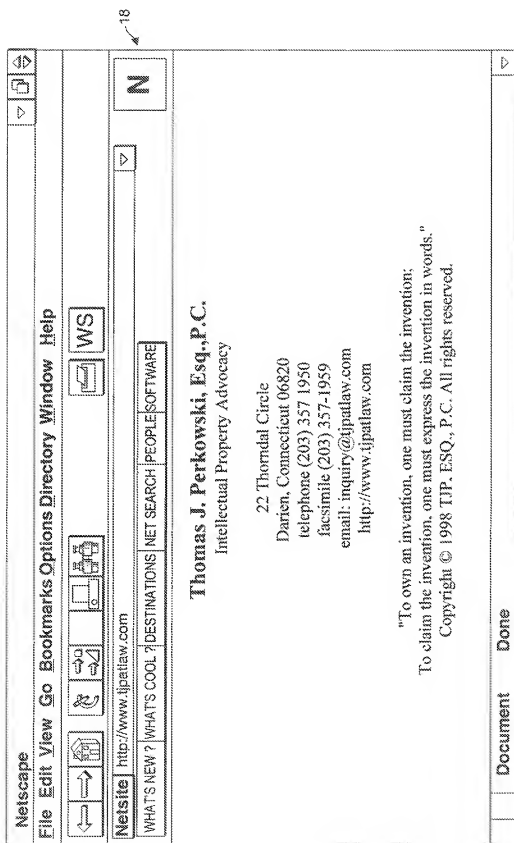 18
Netscape
File Edit View Go Bookmarks Options Directory Window Help
WS
Netsite http://www.tjpatlaw.com
N
WHAT'S NEW ? WHAT'S COOL ? DESTINATIONS NET SEARCH PEOPLE SOFTWARE
Thomas J. Perkowski, Esq.,P.C.
Intellectual Property Advocacy
22 Thorndal Circle
Darien, Connecticut 06820
telephone (203) 357 1950
facsimile (203) 357-1959
email: inquiry@tjpatlaw.com
http://www.tjpatlaw.com
"To own an invention, one must claim the invention;
To claim the invention, one must express the invention in words."
Copyright © 1998 TJP, ESQ., P.C. All rights reserved.
Document Done